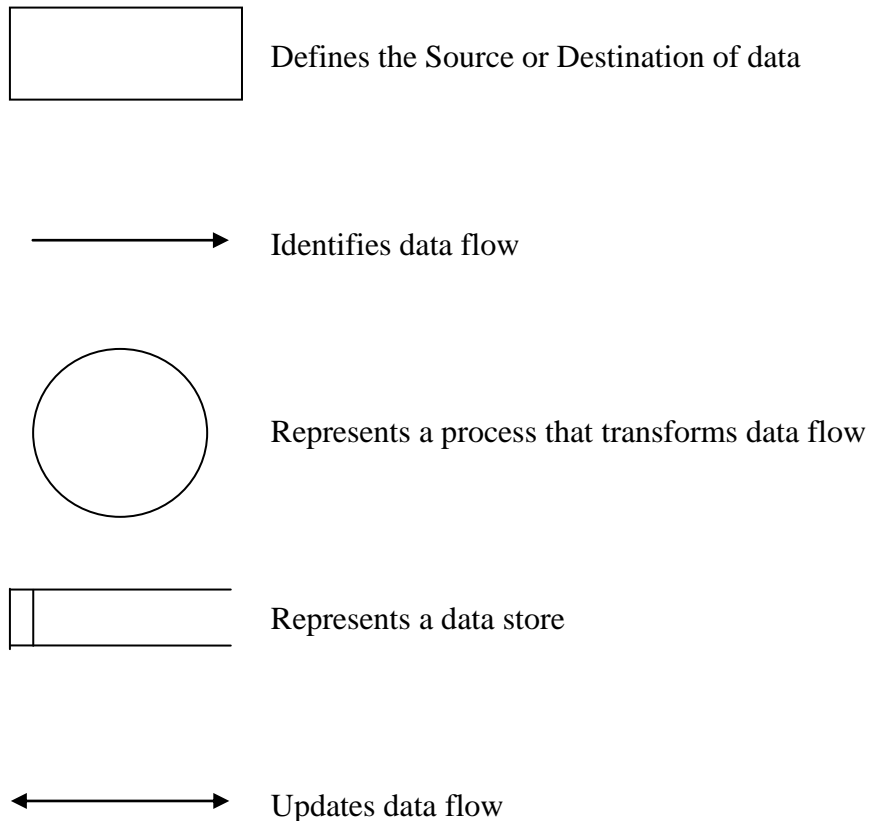 Defines the Source or Destination of data
Identifies data flow
Represents a process that transforms data flow
Represents a data store
Updates data flow